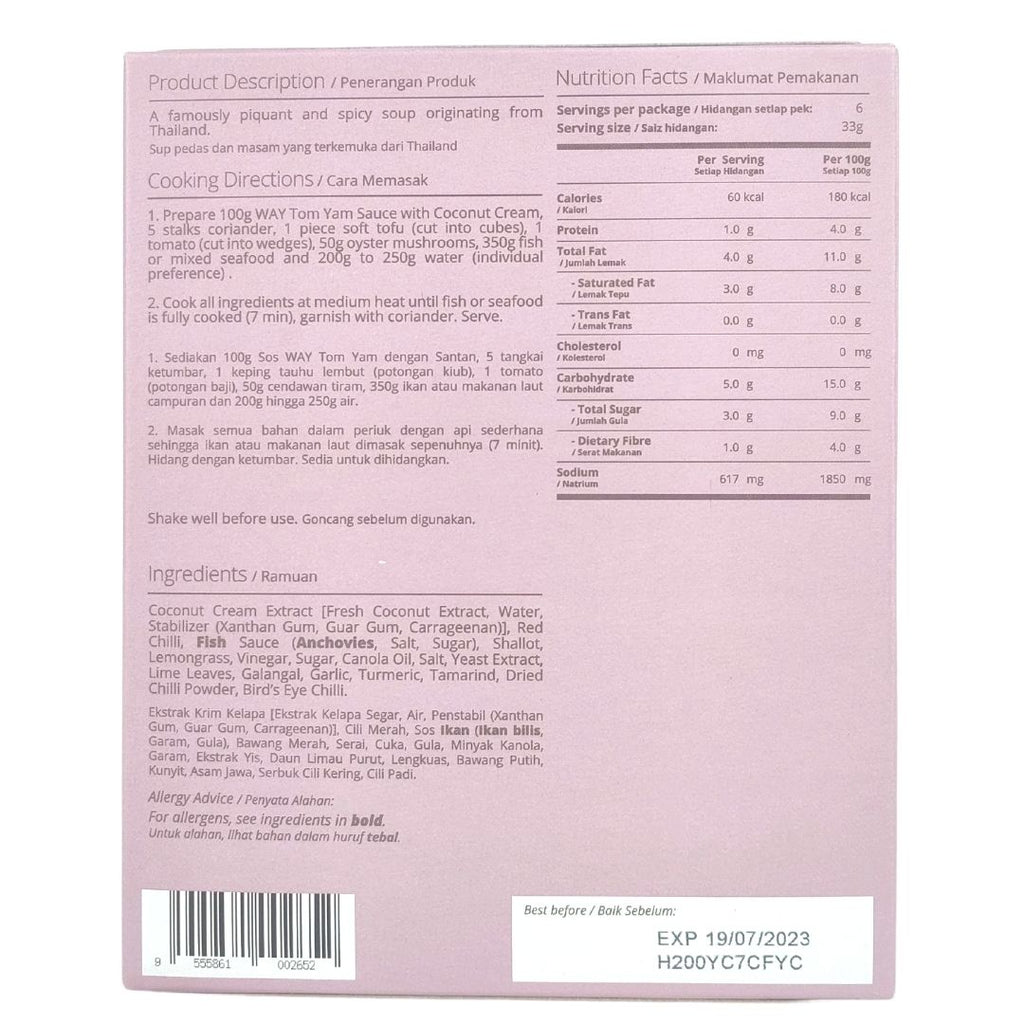 Product Description / Penerangan Produk
A famously piquant and spicy soup originating from
Thailand.
Sup pedas dan masam yang terkemuka dari Thailand
Cooking Directions / Cara Memasak
1. Prepare 100g WAY Tom Yam Sauce with Coconut Cream,
5 stalks coriander, 1 piece soft tofu (cut into cubes), 1
tomato (cut into wedges), 50g oyster mushrooms, 350g fish
or mixed seafood and 200g to 250g water (individual
preference) .
2. Cook all ingredients at medium heat until fish or seafood
is fully cooked (7 min), garnish with coriander. Serve.
1. Sediakan 100g Sos WAY Tom Yam dengan Santan, 5 tangkai
ketumbar, 1 keping tauhu lembut (potongan kiub), 1 tomato
(potongan baji), 50g cendawan tiram, 350g ikan atau makanan laut
campuran dan 200g hingga 250g air.
2. Masak semua bahan dalam periuk dengan api sederhana
sehingga ikan atau makanan laut dimasak sepenuhnya (7 minit).
Hidang dengan ketumbar. Sedia untuk dihidangkan.
Shake well before use. Goncang sebelum digunakan.
Ingredients / Ramuan
Coconut Cream Extract [Fresh Coconut Extract, Water,
Stabilizer (Xanthan Gum, Guar Gum, Carrageenan)], Red
Chilli, Fish Sauce (Anchovies, Salt, Sugar), Shallot,
Lemongrass, Vinegar, Sugar, Canola Oil, Salt, Yeast Extract,
Lime Leaves, Galangal, Garlic, Turmeric, Tamarind, Dried
Chilli Powder, Bird's Eye Chilli.
Ekstrak Krim Kelapa [Ekstrak Kelapa Segar, Air, Penstabil (Xanthan
Gum, Guar Gum, Carrageenan)], Cili Merah, Sos Ikan (Ikan bilis,
Garam, Gula), Bawang Merah, Serai, Cuka, Gula, Minyak Kanola,
Garam, Ekstrak Yis, Daun Limau Purut, Lengkuas, Bawang Putih,
Kunyit, Asam Jawa, Serbuk Cili Kering, Cili Padi.
Allergy Advice / Penyata Alahan:
For allergens, see ingredients in bold.
Untuk alahan, lihat bahan dalam huruf tebal.
9 555861 002652
Nutrition Facts / Maklumat Pemakanan
Servings per package / Hidangan setiap pek: 6
Serving size / Saiz hidangan: 33g
Per Serving Per 100g
Setiap Hidangan Setiap 100g
Calories 60 kcal 180 kcal
/ Kalori
Protein 1.0 g 4.0 g
Total Fat 4.0 g 11.0 g
/ Jumlah Lemak
- Saturated Fat 3.0 g 8.0 g
/ Lemak Tepu
- Trans Fat 0.0 g 0.0 g
/ Lemak Trans
Cholesterol 0 mg 0 mg
/ Kolesterol
Carbohydrate 5.0 g 15.0 g
/ Karbohidrat
- Total Sugar 3.0 g 9.0 g
/ Jumlah Gula
- Dietary Fibre 1.0 g 4.0 g
/ Serat Makanan
Sodium 617 mg 1850 mg
/ Natrium
Best before / Baik Sebelum:
EXP 19/07/2023
H200YC7CFYC